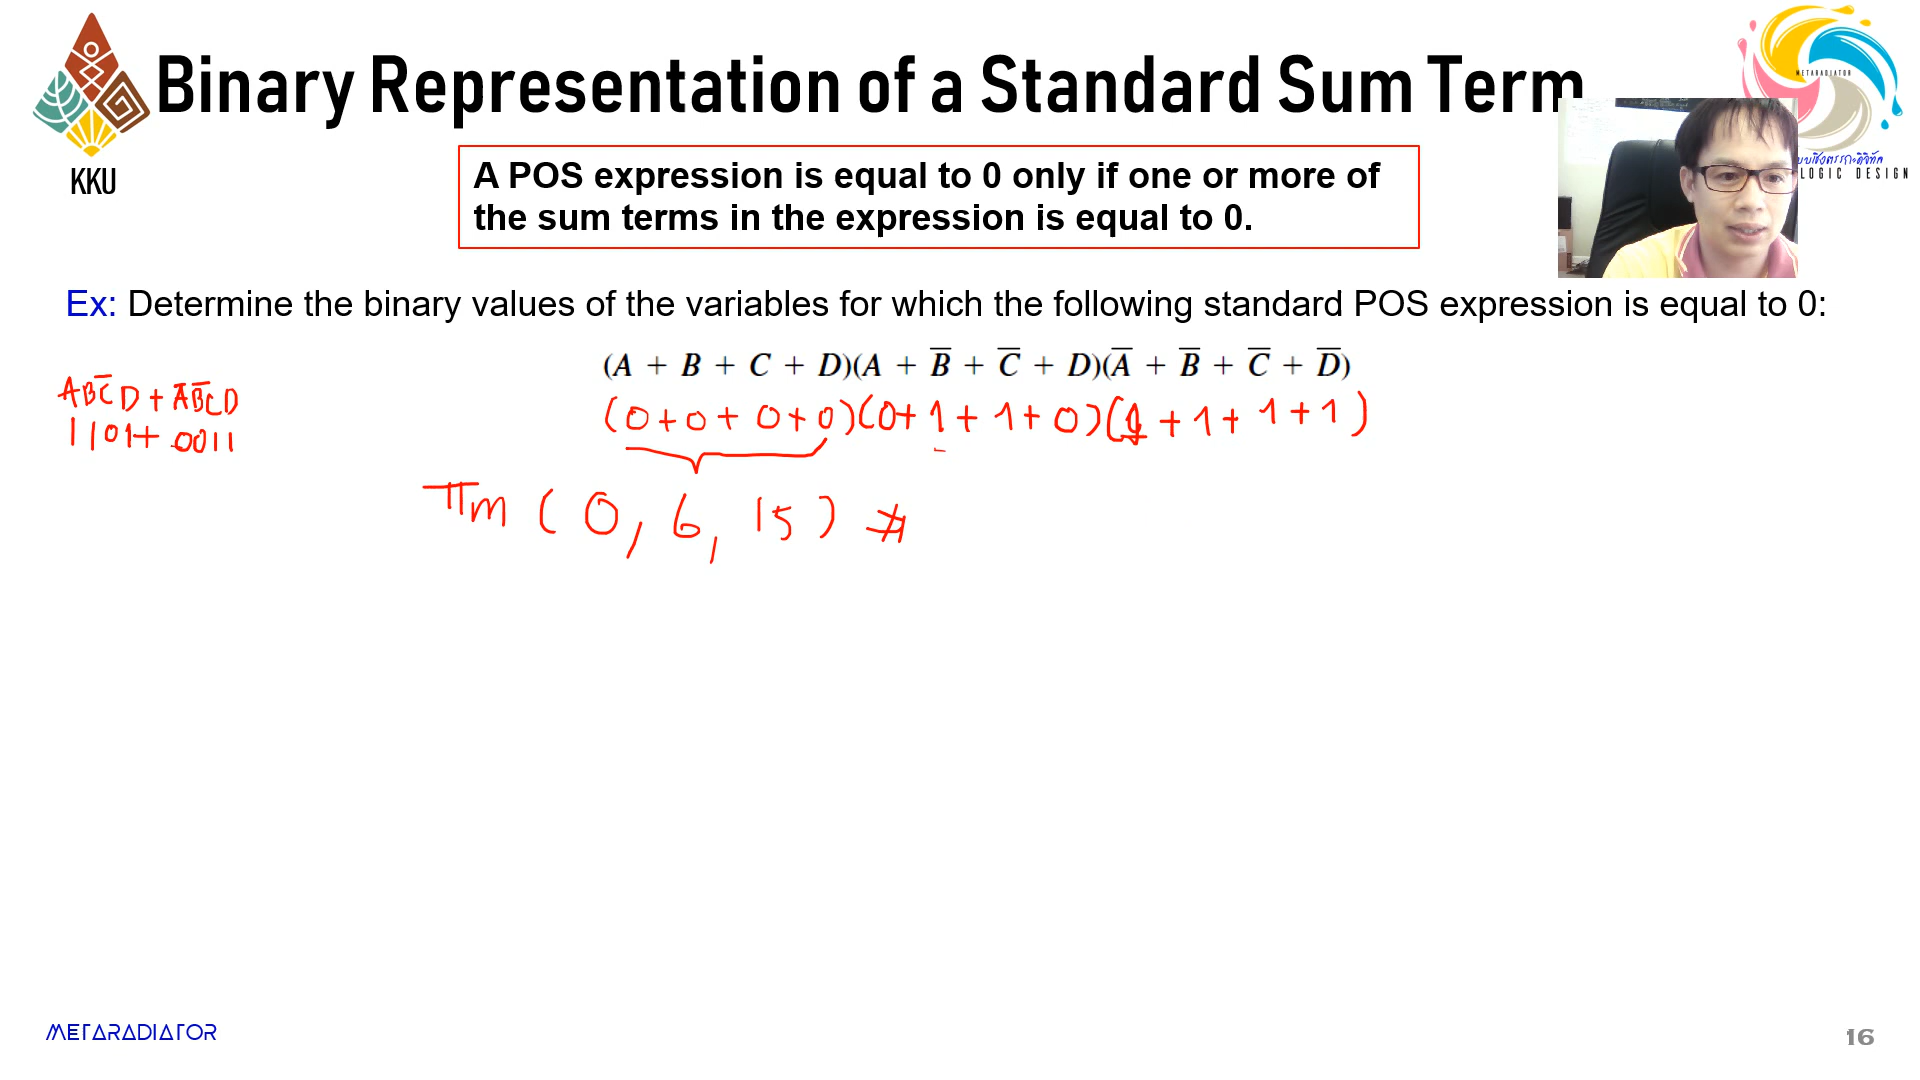 Binary Representation of a Standard Sum Term
KKU
METARADIATOR
LOGIC DESIGN
A POS expression is equal to 0 only if one or more of
the sum terms in the expression is equal to 0.
Ex: Determine the binary values of the variables for which the following standard POS expression is equal to 0:
(A + B + C + D)(A + B̅ + C̅ + D)(A̅ + B̅ + C̅ + D̅)
ABC̅D + A̅B̅CD
1101 + 0011
(0+0+0+0)(0+1+1+0)(1+1+1+1)
πm (0, 6, 15) #
METARADIATOR
16